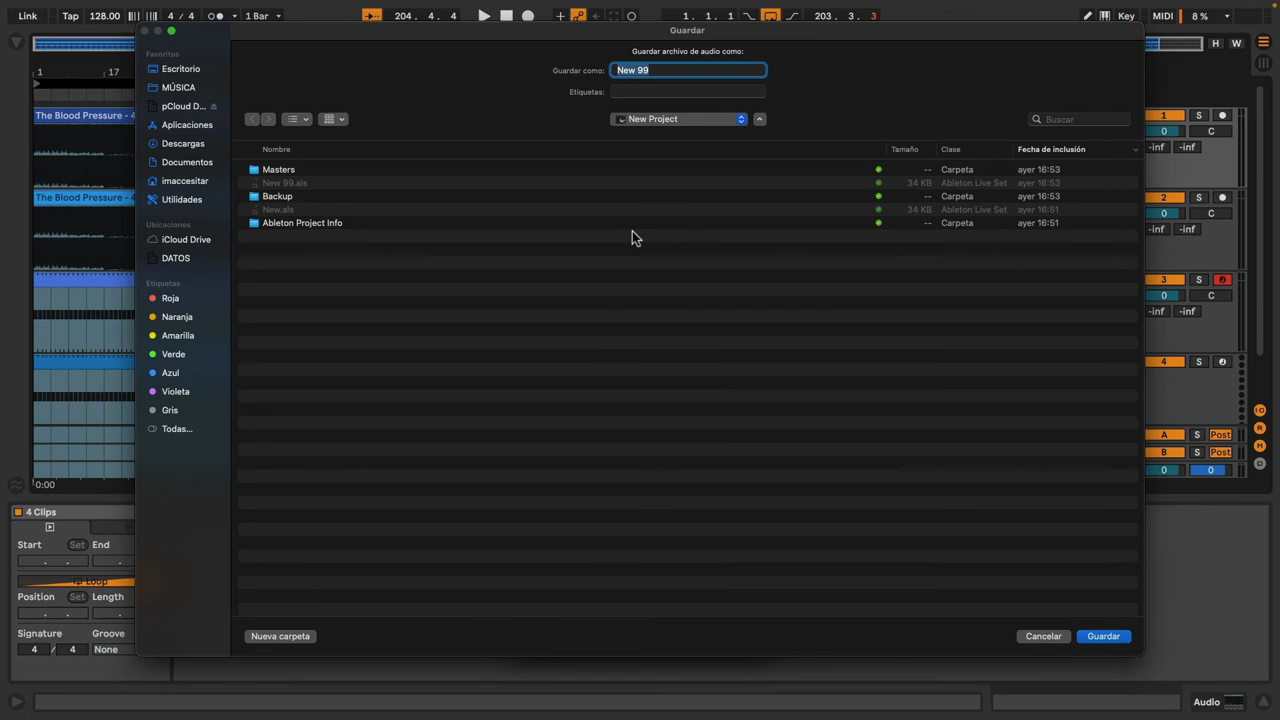 Link Tap 128.00 4 / 4 1 Bar 204. 4. 4 1. 1. 1 203. 3. 3 Key MIDI 8 %
Guardar
Guardar archivo de audio como:
Guardar como: New 99
Etiquetas:
New Project
Buscar
Nombre Tamaño Clase Fecha de inclusión
Masters -- Carpeta ayer 16:53
New 99.als 34 KB Ableton Live Set ayer 16:53
Backup -- Carpeta ayer 16:53
New.als 34 KB Ableton Live Set ayer 16:51
Ableton Project Info -- Carpeta ayer 16:51
Favoritos
Escritorio
MÚSICA
pCloud D...
Aplicaciones
Descargas
Documentos
imaccesitar
Utilidades
Ubicaciones
iCloud Drive
DATOS
Etiquetas
Roja
Naranja
Amarilla
Verde
Azul
Violeta
Gris
Todas...
Nueva carpeta Cancelar Guardar
1 17
The Blood Pressure - 4
The Blood Pressure - 4
0:00
H W
1 S
0 C
-inf -inf
2 S
0 C
-inf -inf
3 S
0 C
-inf -inf
4 S
A S Post
B S Post
0 0
I·O
R
M
D
4 Clips
Start Set End
Loop
Position Set Length
Signature Groove
4 / 4 None
Audio